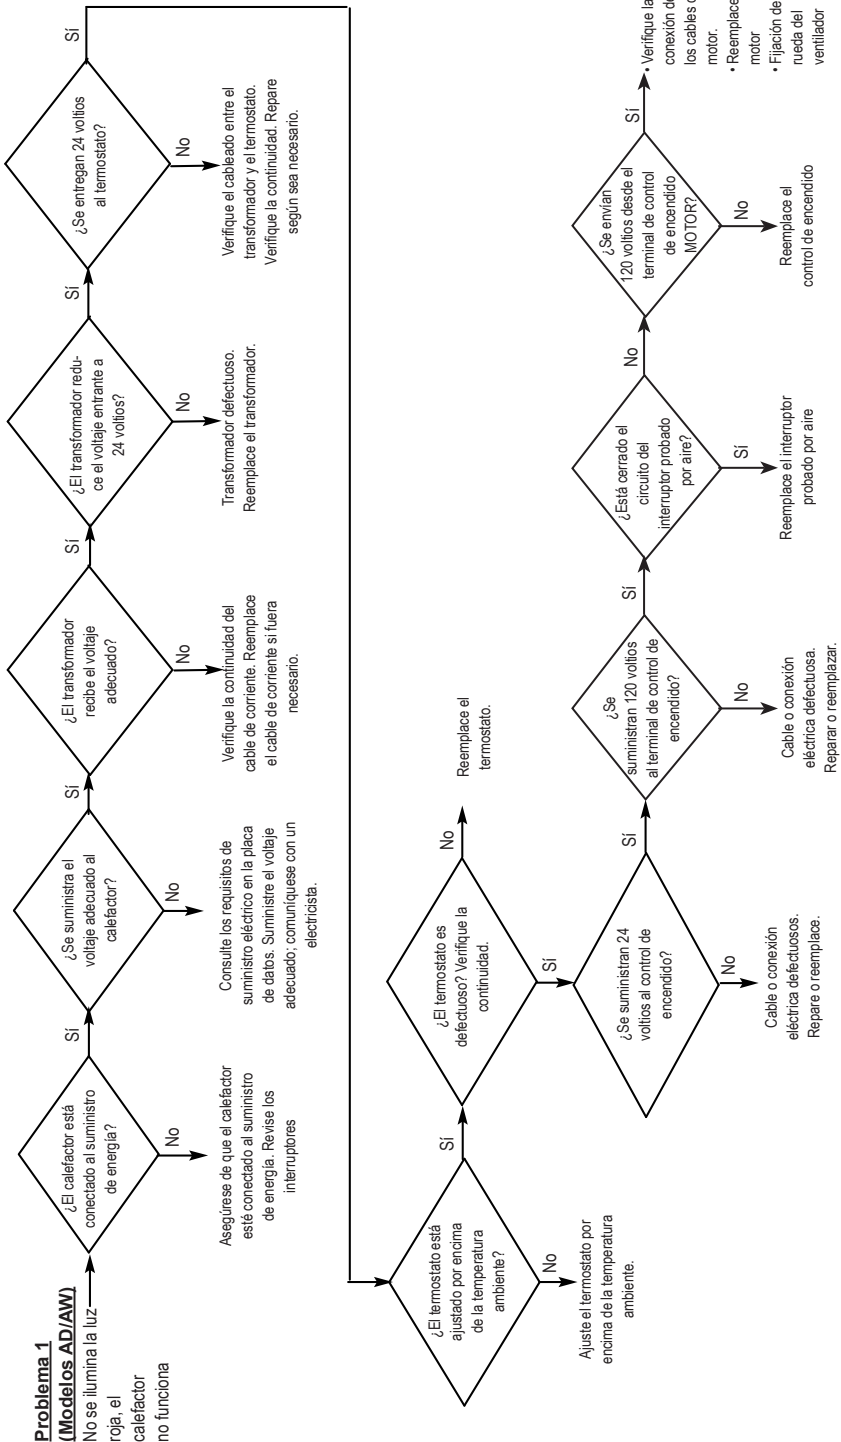 Problema 1
(Modelos AD/AW)
No se ilumina la luz
roja, el
calefactor
no funciona
¿El calefactor está
conectado al suministro
de energía?
No
Asegúrese de que el calefactor
esté conectado al suministro
de energía. Revise los
interruptores
Sí
¿Se suministra el
voltaje adecuado al
calefactor?
No
Consulte los requisitos de
suministro eléctrico en la placa
de datos. Suministre el voltaje
adecuado; comuníquese con un
electricista.
Sí
¿El transformador
recibe el voltaje
adecuado?
No
Verifique la continuidad del
cable de corriente. Reemplace
el cable de corriente si fuera
necesario.
Sí
¿El transformador redu-
ce el voltaje entrante a
24 voltios?
No
Transformador defectuoso.
Reemplace el transformador.
Sí
¿Se entregan 24 voltios
al termostato?
No
Verifique el cableado entre el
transformador y el termostato.
Verifique la continuidad. Repare
según sea necesario.
Sí
¿El termostato está
ajustado por encima
de la temperatura
ambiente?
No
Ajuste el termostato por
encima de la temperatura
ambiente.
Sí
¿El termostato es
defectuoso? Verifique la
continuidad.
No
Reemplace el
termostato.
Sí
¿Se suministran 24
voltios al control de
encendido?
No
Cable o conexión
eléctrica defectuosos.
Repare o reemplace.
Sí
¿Se
suministran 120 voltios
al terminal de control de
encendido?
No
Cable o conexión
eléctrica defectuosa.
Reparar o reemplazar.
Sí
¿Está cerrado el
circuito del
interruptor probado
por aire?
Sí
Reemplace el interruptor
probado por aire
No
¿Se envían
120 voltios desde el
terminal de control
de encendido
MOTOR?
No
Reemplace el
control de encendido
Sí
• Verifique la
conexión de
los cables
motor.
• Reemplace
motor
• Fijación de
rueda del
ventilador